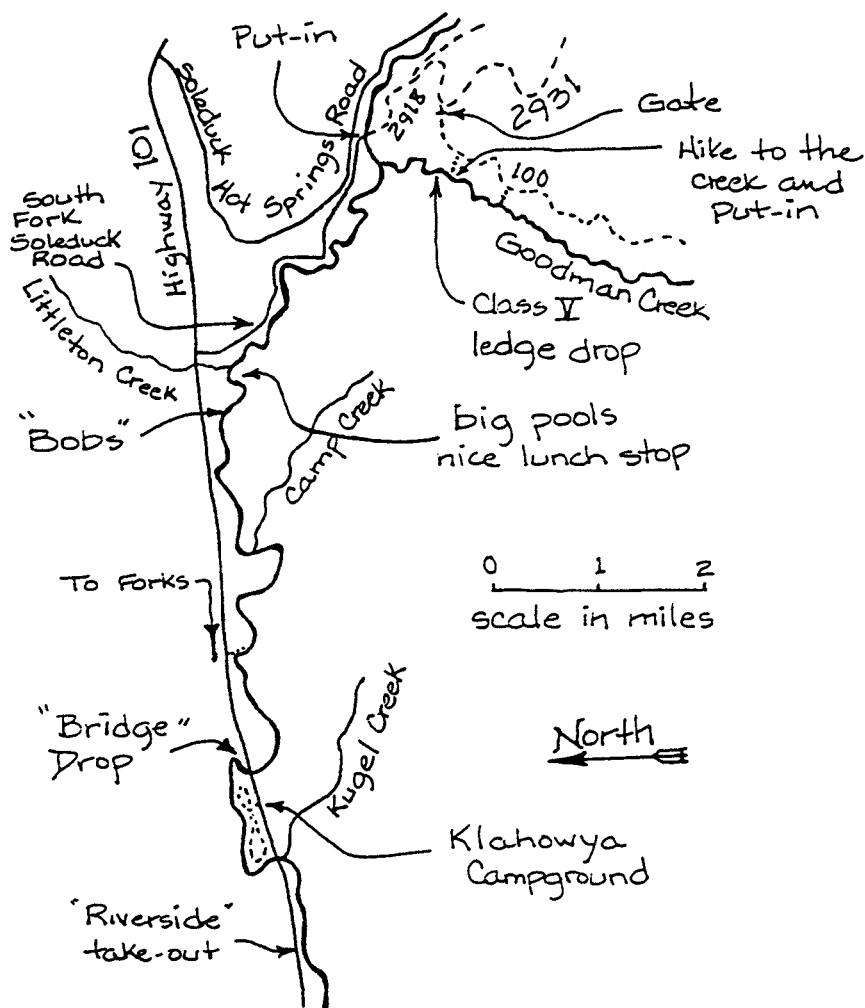 Put-in
Soleduck Hot Springs Road
2918
2931
Gate
Highway 101
100
Hike to the
creek and
Put-in
South
Fork
Soleduck
Road
Goodman Creek
Littleton Creek
Class V
ledge drop
"Bobs"
Camp Creek
big pools
nice lunch stop
To Forks
0 1 2
scale in miles
"Bridge"
Drop
Kugel Creek
North
Klahowya
Campground
"Riverside"
take-out